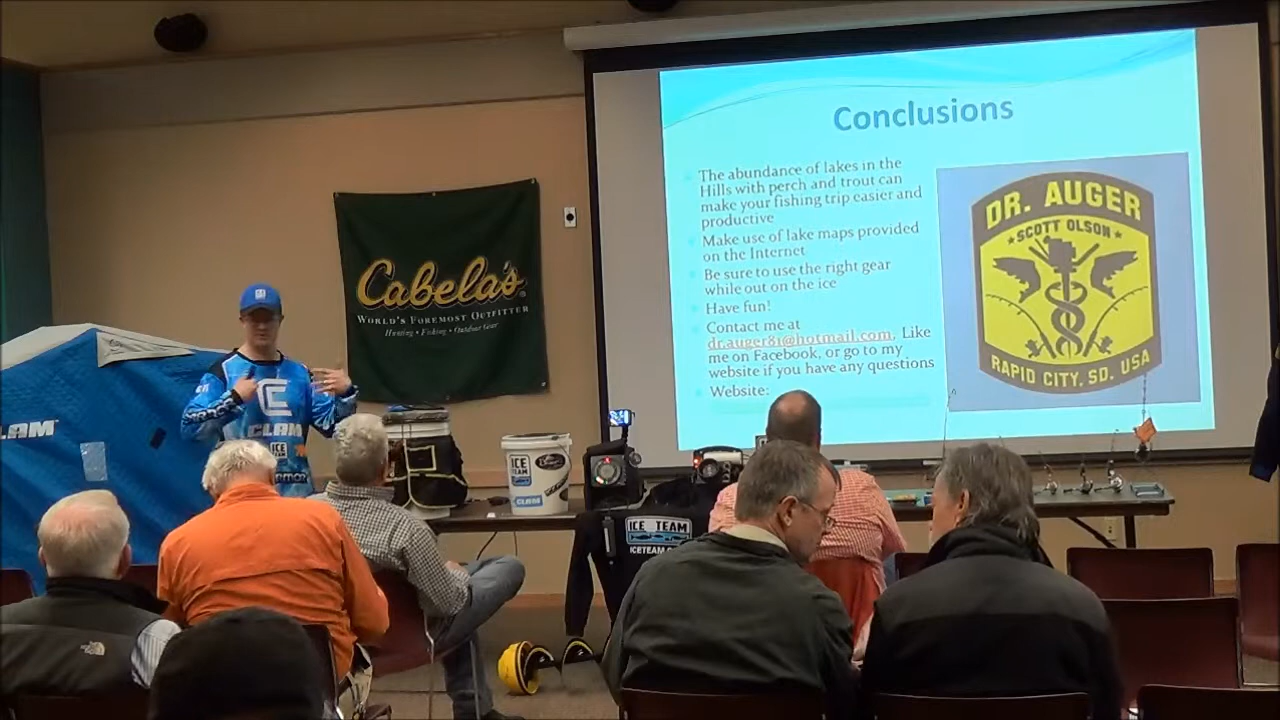 Conclusions
The abundance of lakes in the
Hills with perch and trout can
make your fishing trip easier and
productive
Make use of lake maps provided
on the Internet
Be sure to use the right gear
while out on the ice
Have fun!
Contact me at
dr.auger81@hotmail.com, Like
me on Facebook, or go to my
website if you have any questions
Website:
DR. AUGER
SCOTT OLSON
RAPID CITY, SD. USA
Cabela's
WORLD'S FOREMOST OUTFITTER
Hunting • Fishing • Outdoor Gear
CLAM
ICE
ARMOR
LAM
ICE
TEAM
CLAM
ICE TEAM